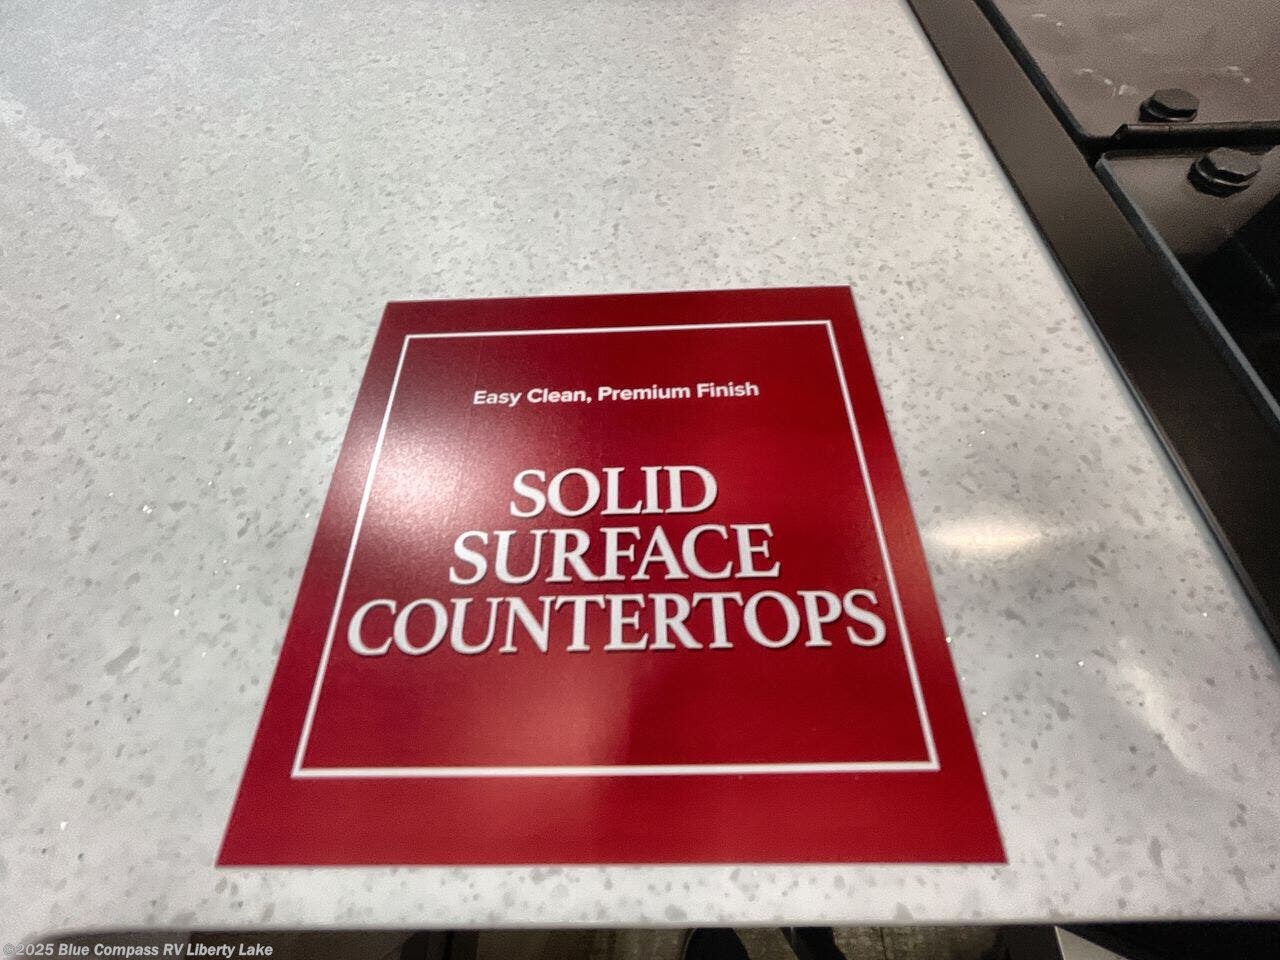 Easy Clean, Premium Finish
SOLID
SURFACE
COUNTERTOPS
©2025 Blue Compass RV Liberty Lake